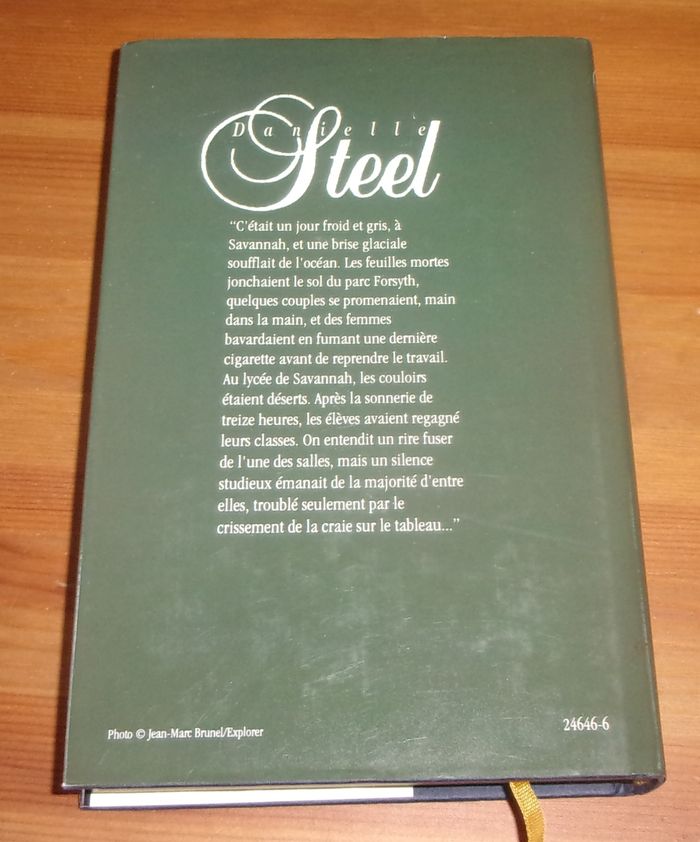 Danielle
Steel
“C'était un jour froid et gris, à
Savannah, et une brise glaciale
soufflait de l'océan. Les feuilles mortes
jonchaient le sol du parc Forsyth,
quelques couples se promenaient, main
dans la main, et des femmes
bavardaient en fumant une dernière
cigarette avant de reprendre le travail.
Au lycée de Savannah, les couloirs
étaient déserts. Après la sonnerie de
treize heures, les élèves avaient regagné
leurs classes. On entendit un rire fuser
de l'une des salles, mais un silence
studieux émanait de la majorité d'entre
elles, troublé seulement par le
crissement de la craie sur le tableau...”
Photo © Jean-Marc Brunel/Explorer
24646-6